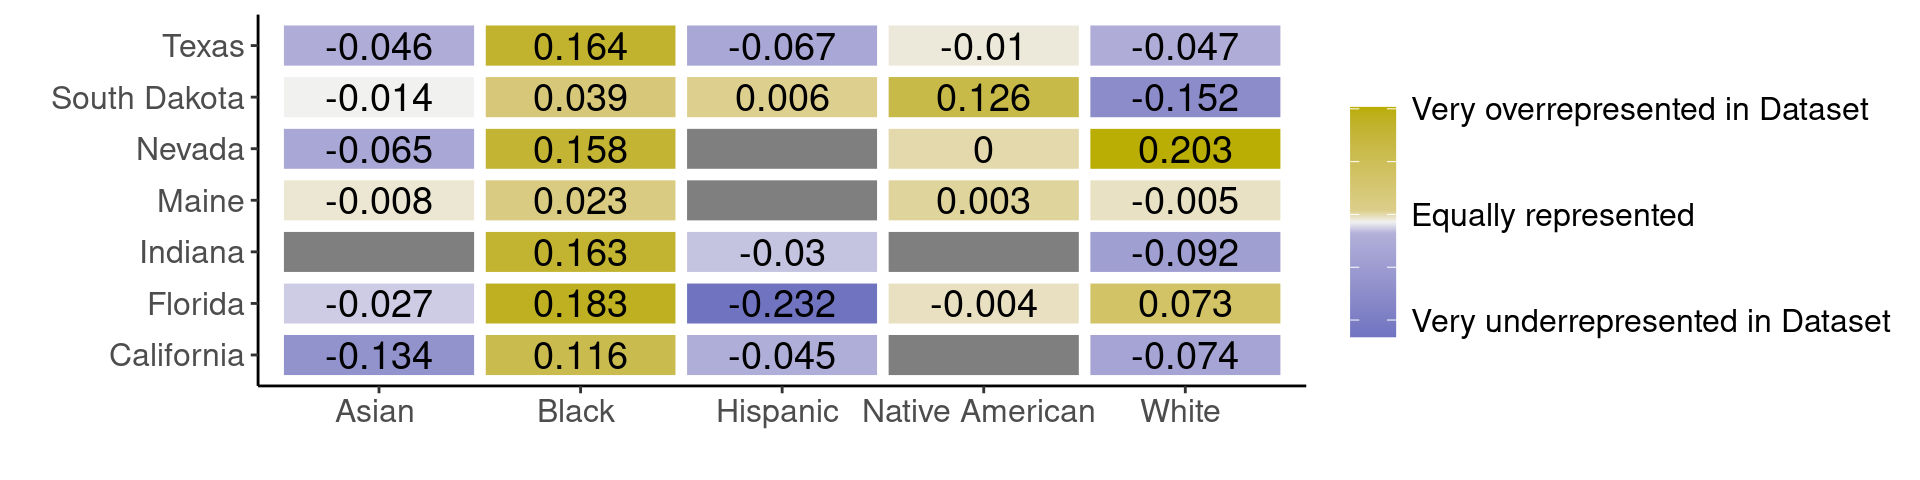 Texas -0.046 0.164 -0.067 -0.01 -0.047
South Dakota -0.014 0.039 0.006 0.126 -0.152
Nevada -0.065 0.158 0 0.203
Maine -0.008 0.023 0.003 -0.005
Indiana 0.163 -0.03 -0.092
Florida -0.027 0.183 -0.232 -0.004 0.073
California -0.134 0.116 -0.045 -0.074
Asian Black Hispanic Native American White
Very overrepresented in Dataset
Equally represented
Very underrepresented in Dataset